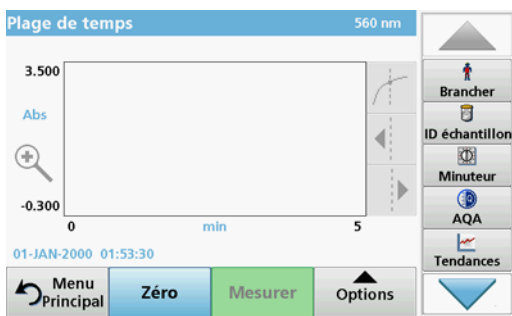 Plage de temps 560 nm
3.500
Abs
-0.300
0 min 5
01-JAN-2000 01:53:30
Menu
Principal
Zéro
Mesurer
Options
Brancher
ID échantillon
Minuteur
AQA
Tendances